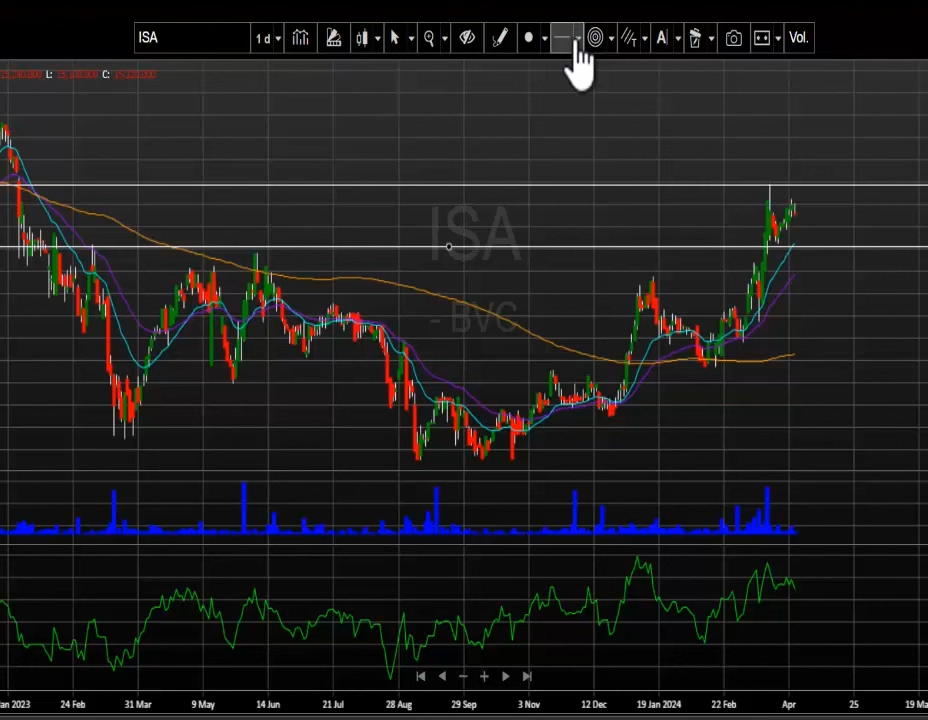 ISA 1 d T A Vol.
L: C:
ISA
- BVC
an 2023 24 Feb 31 Mar 9 May 14 Jun 21 Jul 28 Aug 29 Sep 3 Nov 12 Dec 19 Jan 2024 22 Feb Apr 25 19 Ma